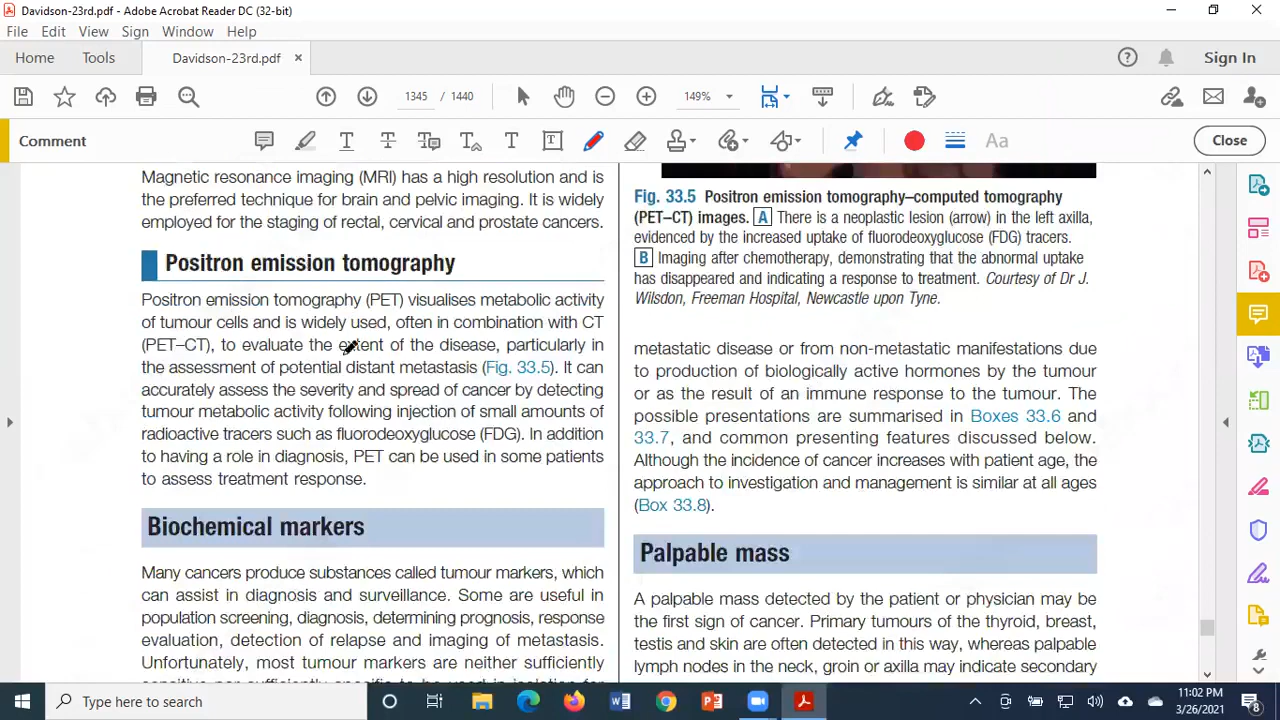 Davidson-23rd.pdf - Adobe Acrobat Reader DC (32-bit)
File Edit View Sign Window Help
Home Tools Davidson-23rd.pdf × Sign In
1345 / 1440 149%
Comment Aa Close
Magnetic resonance imaging (MRI) has a high resolution and is
the preferred technique for brain and pelvic imaging. It is widely
employed for the staging of rectal, cervical and prostate cancers.
Positron emission tomography
Positron emission tomography (PET) visualises metabolic activity
of tumour cells and is widely used, often in combination with CT
(PET–CT), to evaluate the extent of the disease, particularly in
the assessment of potential distant metastasis (Fig. 33.5). It can
accurately assess the severity and spread of cancer by detecting
tumour metabolic activity following injection of small amounts of
radioactive tracers such as fluorodeoxyglucose (FDG). In addition
to having a role in diagnosis, PET can be used in some patients
to assess treatment response.
Biochemical markers
Many cancers produce substances called tumour markers, which
can assist in diagnosis and surveillance. Some are useful in
population screening, diagnosis, determining prognosis, response
evaluation, detection of relapse and imaging of metastasis.
Unfortunately, most tumour markers are neither sufficiently
Fig. 33.5 Positron emission tomography–computed tomography
(PET–CT) images. A There is a neoplastic lesion (arrow) in the left axilla,
evidenced by the increased uptake of fluorodeoxyglucose (FDG) tracers.
B Imaging after chemotherapy, demonstrating that the abnormal uptake
has disappeared and indicating a response to treatment. Courtesy of Dr J.
Wilsdon, Freeman Hospital, Newcastle upon Tyne.
metastatic disease or from non-metastatic manifestations due
to production of biologically active hormones by the tumour
or as the result of an immune response to the tumour. The
possible presentations are summarised in Boxes 33.6 and
33.7, and common presenting features discussed below.
Although the incidence of cancer increases with patient age, the
approach to investigation and management is similar at all ages
(Box 33.8).
Palpable mass
A palpable mass detected by the patient or physician may be
the first sign of cancer. Primary tumours of the thyroid, breast,
testis and skin are often detected in this way, whereas palpable
lymph nodes in the neck, groin or axilla may indicate secondary
Type here to search
11:02 PM
3/26/2021
8